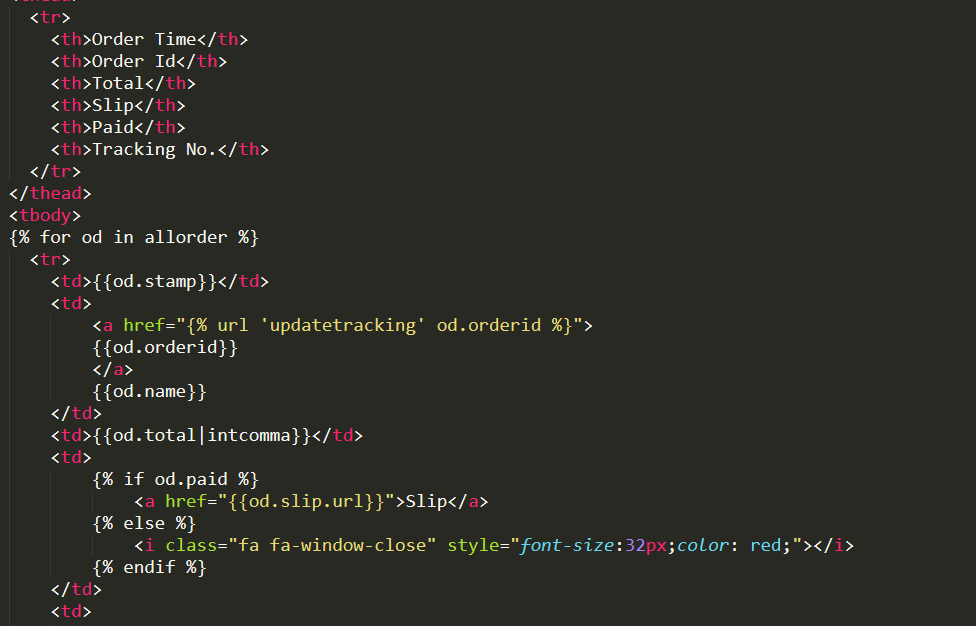 <tr>
<th>Order Time</th>
<th>Order Id</th>
<th>Total</th>
<th>Slip</th>
<th>Paid</th>
<th>Tracking No.</th>
</tr>
</thead>
<tbody>
{% for od in allorder %}
<tr>
<td>{{od.stamp}}</td>
<td>
<a href="{% url 'updatetracking' od.orderid %}">
{{od.orderid}}
</a>
{{od.name}}
</td>
<td>{{od.total|intcomma}}</td>
<td>
{% if od.paid %}
<a href="{{od.slip.url}}">Slip</a>
{% else %}
<i class="fa fa-window-close" style="font-size:32px;color: red;"></i>
{% endif %}
</td>
<td>